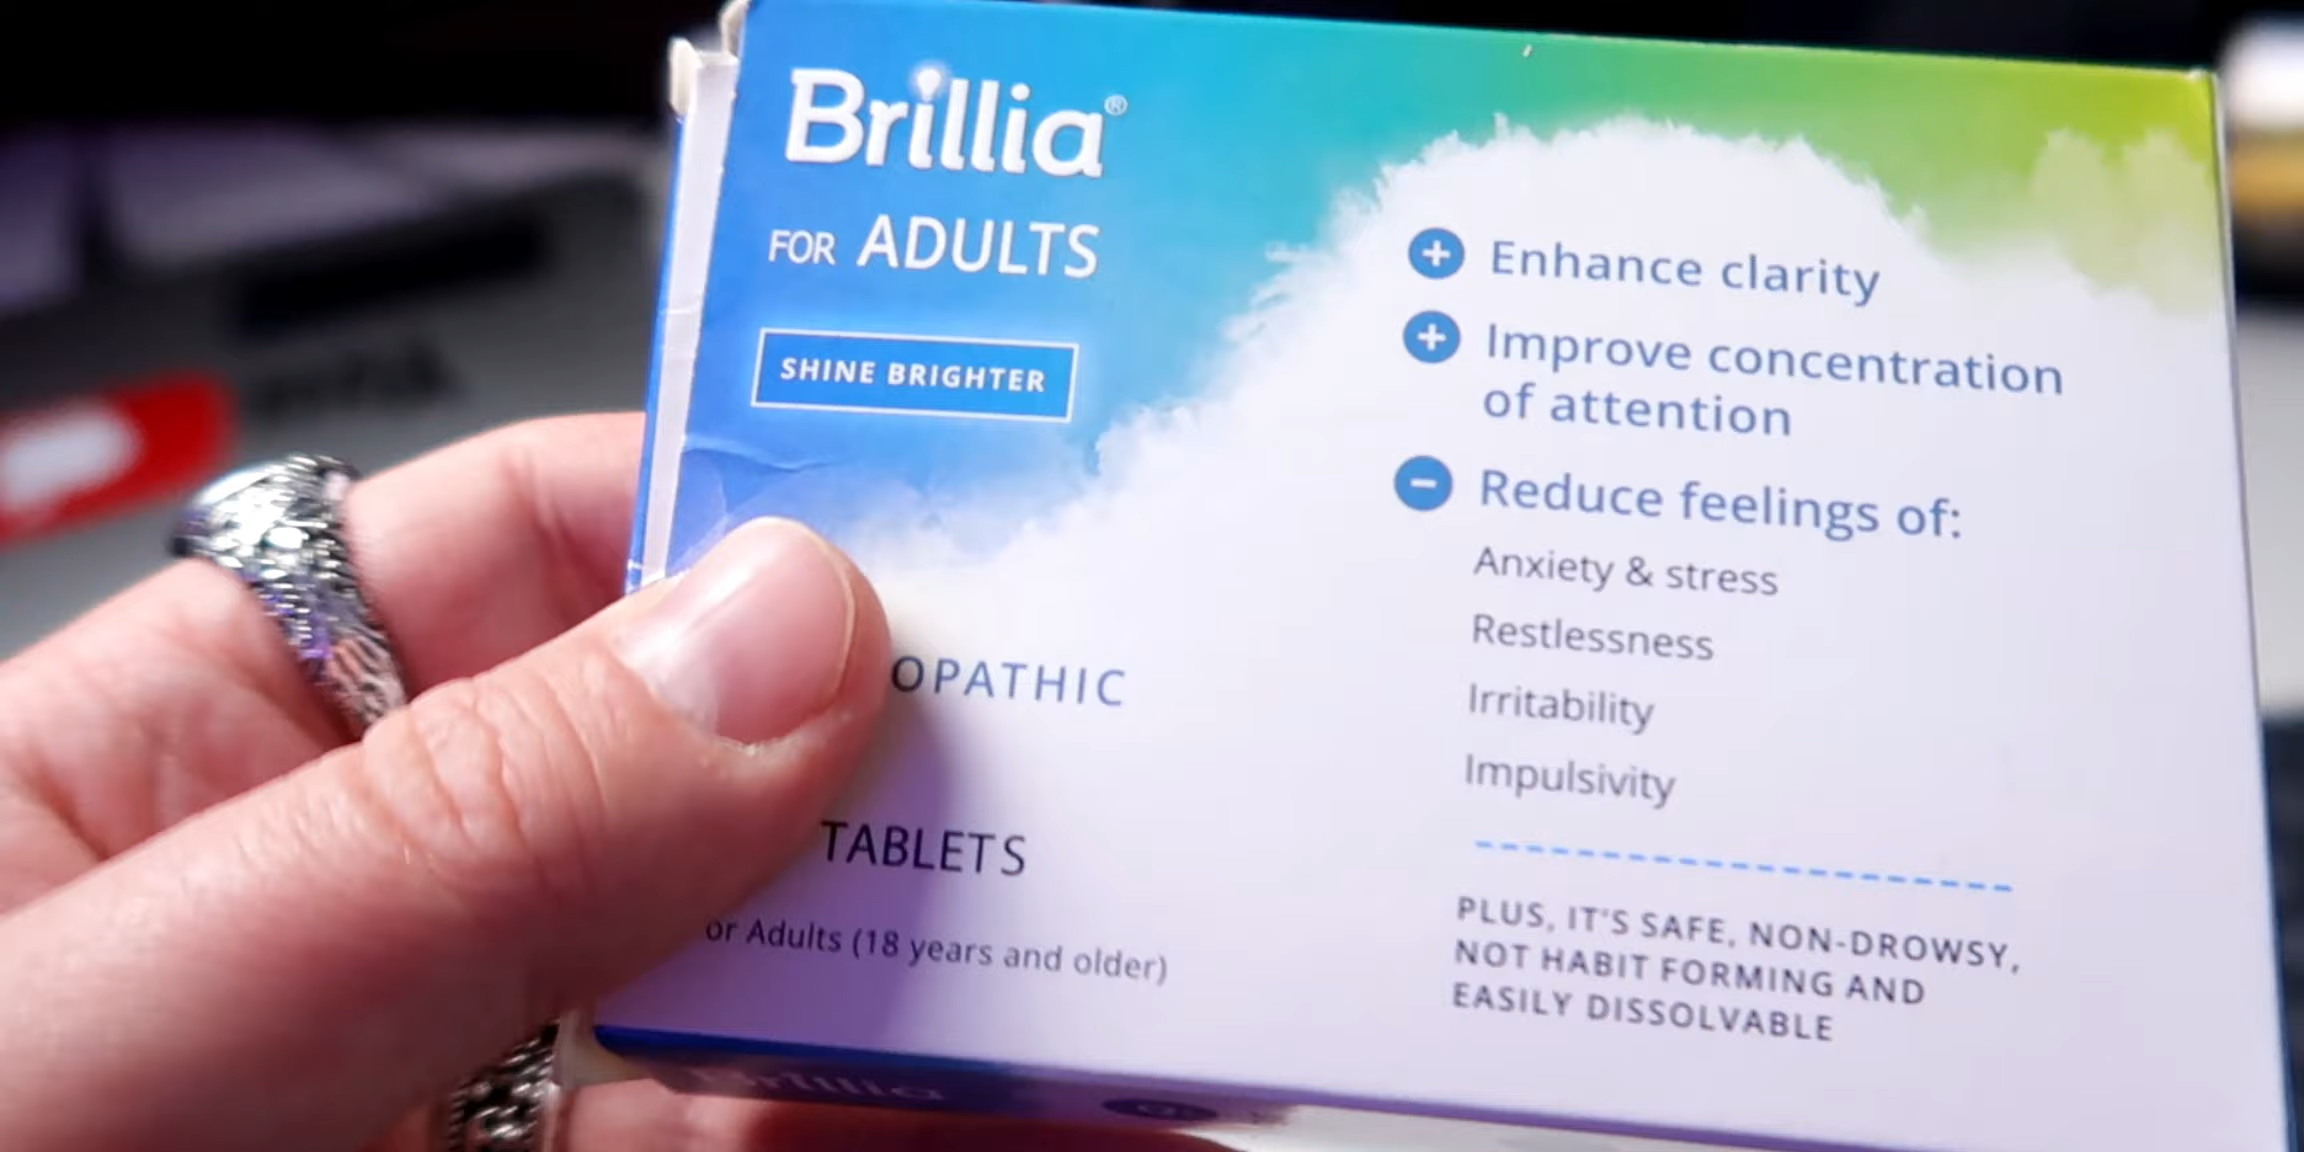 Brillia®
FOR ADULTS
SHINE BRIGHTER
OPATHIC
TABLETS
or Adults (18 years and older)
Enhance clarity
Improve concentration
of attention
Reduce feelings of:
Anxiety & stress
Restlessness
Irritability
Impulsivity
PLUS, IT'S SAFE, NON-DROWSY,
NOT HABIT FORMING AND
EASILY DISSOLVABLE
Brillia